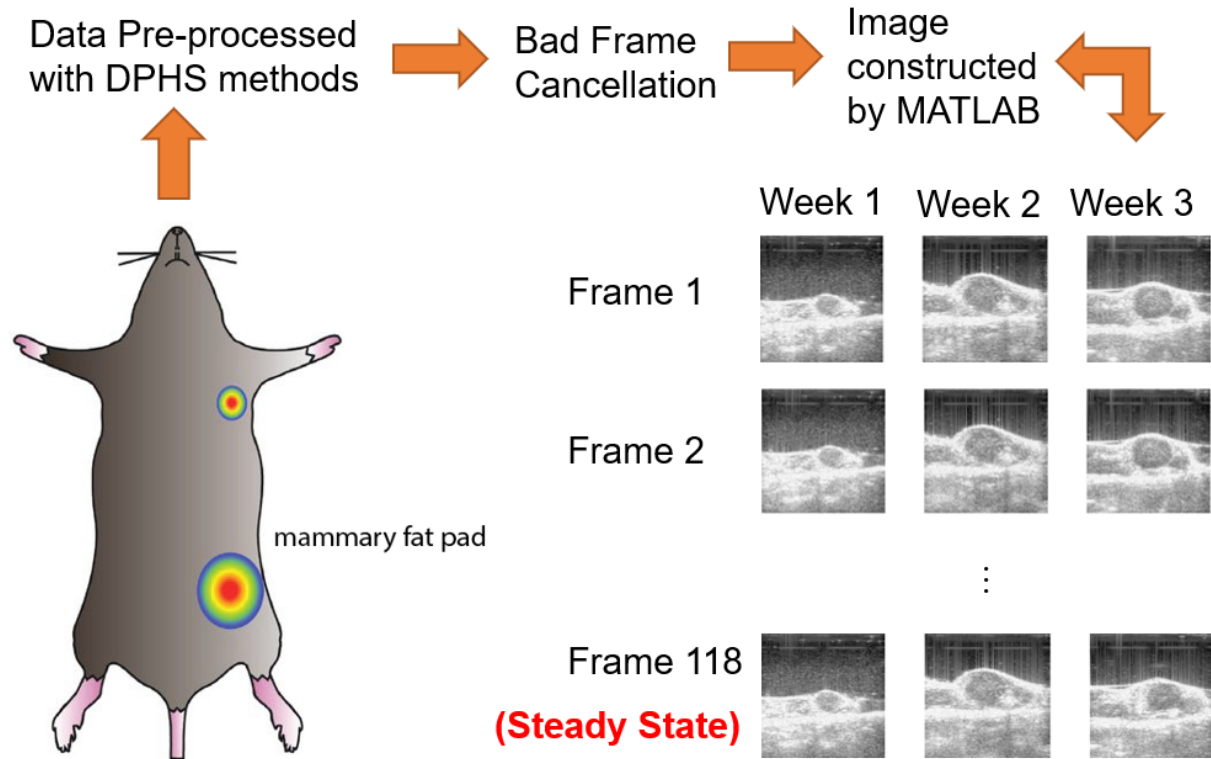 Data Pre-processed
with DPHS methods
Bad Frame
Cancellation
Image
constructed
by MATLAB
Week 1
Week 2
Week 3
Frame 1
Frame 2
mammary fat pad
⋮
Frame 118
(Steady State)